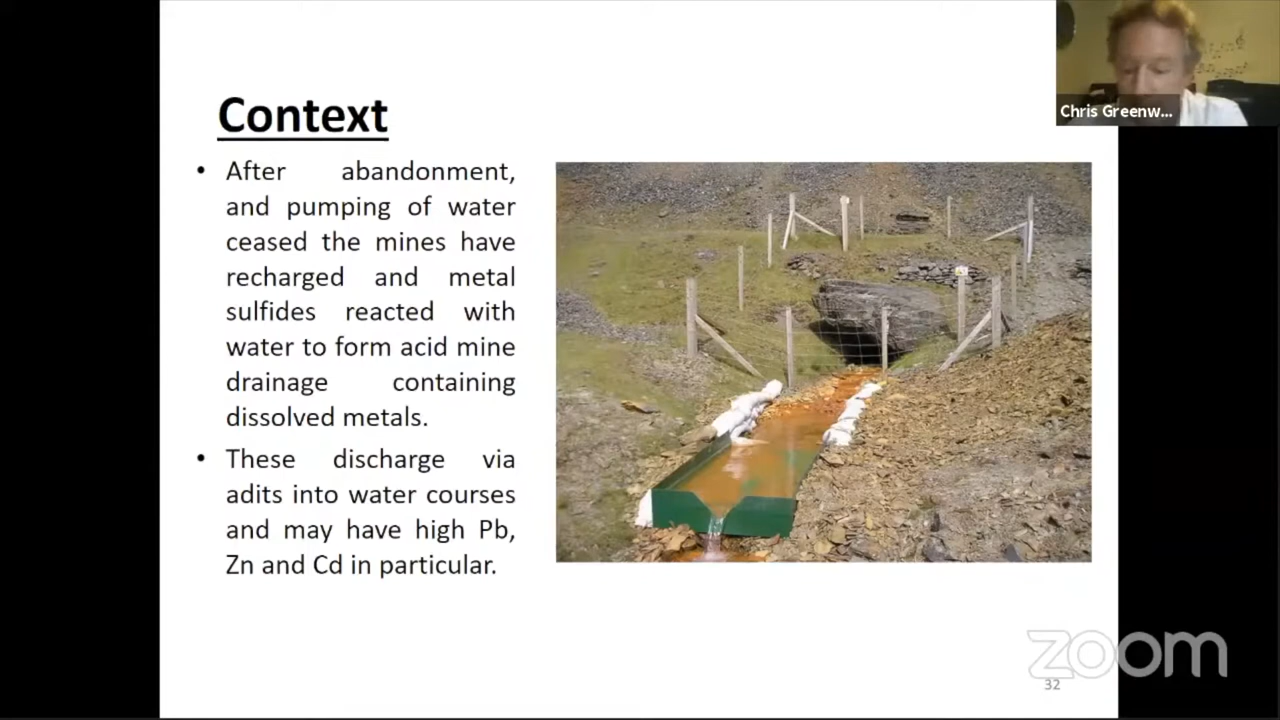 Chris Greenw...
Context
• After abandonment,
and pumping of water
ceased the mines have
recharged and metal
sulfides reacted with
water to form acid mine
drainage containing
dissolved metals.
• These discharge via
adits into water courses
and may have high Pb,
Zn and Cd in particular.
zoom
32